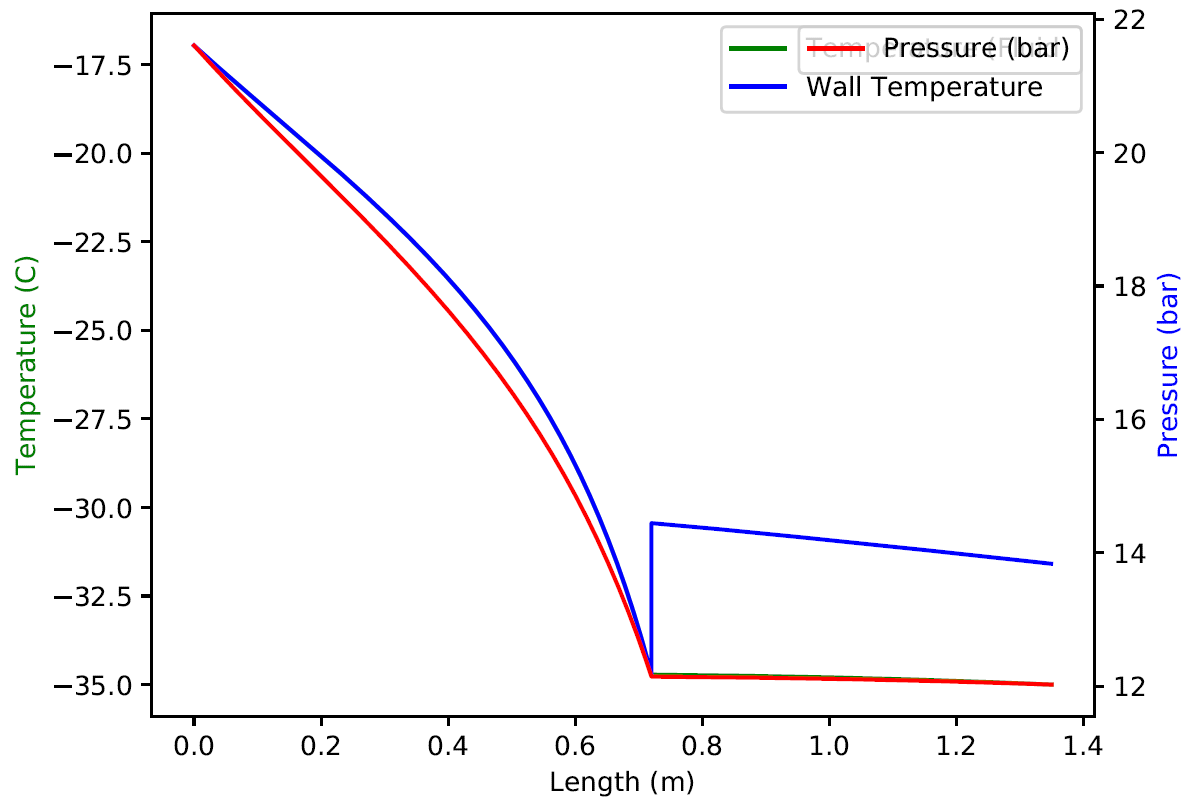 Temperature (Fluid)
Pressure (bar)
Wall Temperature
Temperature (C)
−17.5
−20.0
−22.5
−25.0
−27.5
−30.0
−32.5
−35.0
22
20
18
16
14
12
Pressure (bar)
0.0 0.2 0.4 0.6 0.8 1.0 1.2 1.4
Length (m)